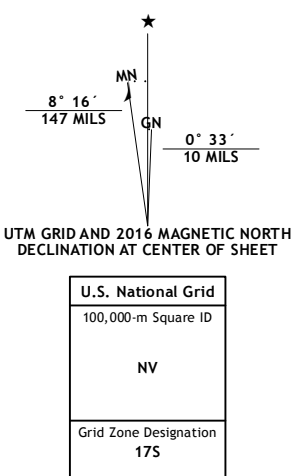 ★
MN
8° 16´
147 MILS
GN
0° 33´
10 MILS
UTM GRID AND 2016 MAGNETIC NORTH
DECLINATION AT CENTER OF SHEET
U.S. National Grid
100,000-m Square ID
NV
Grid Zone Designation
17S